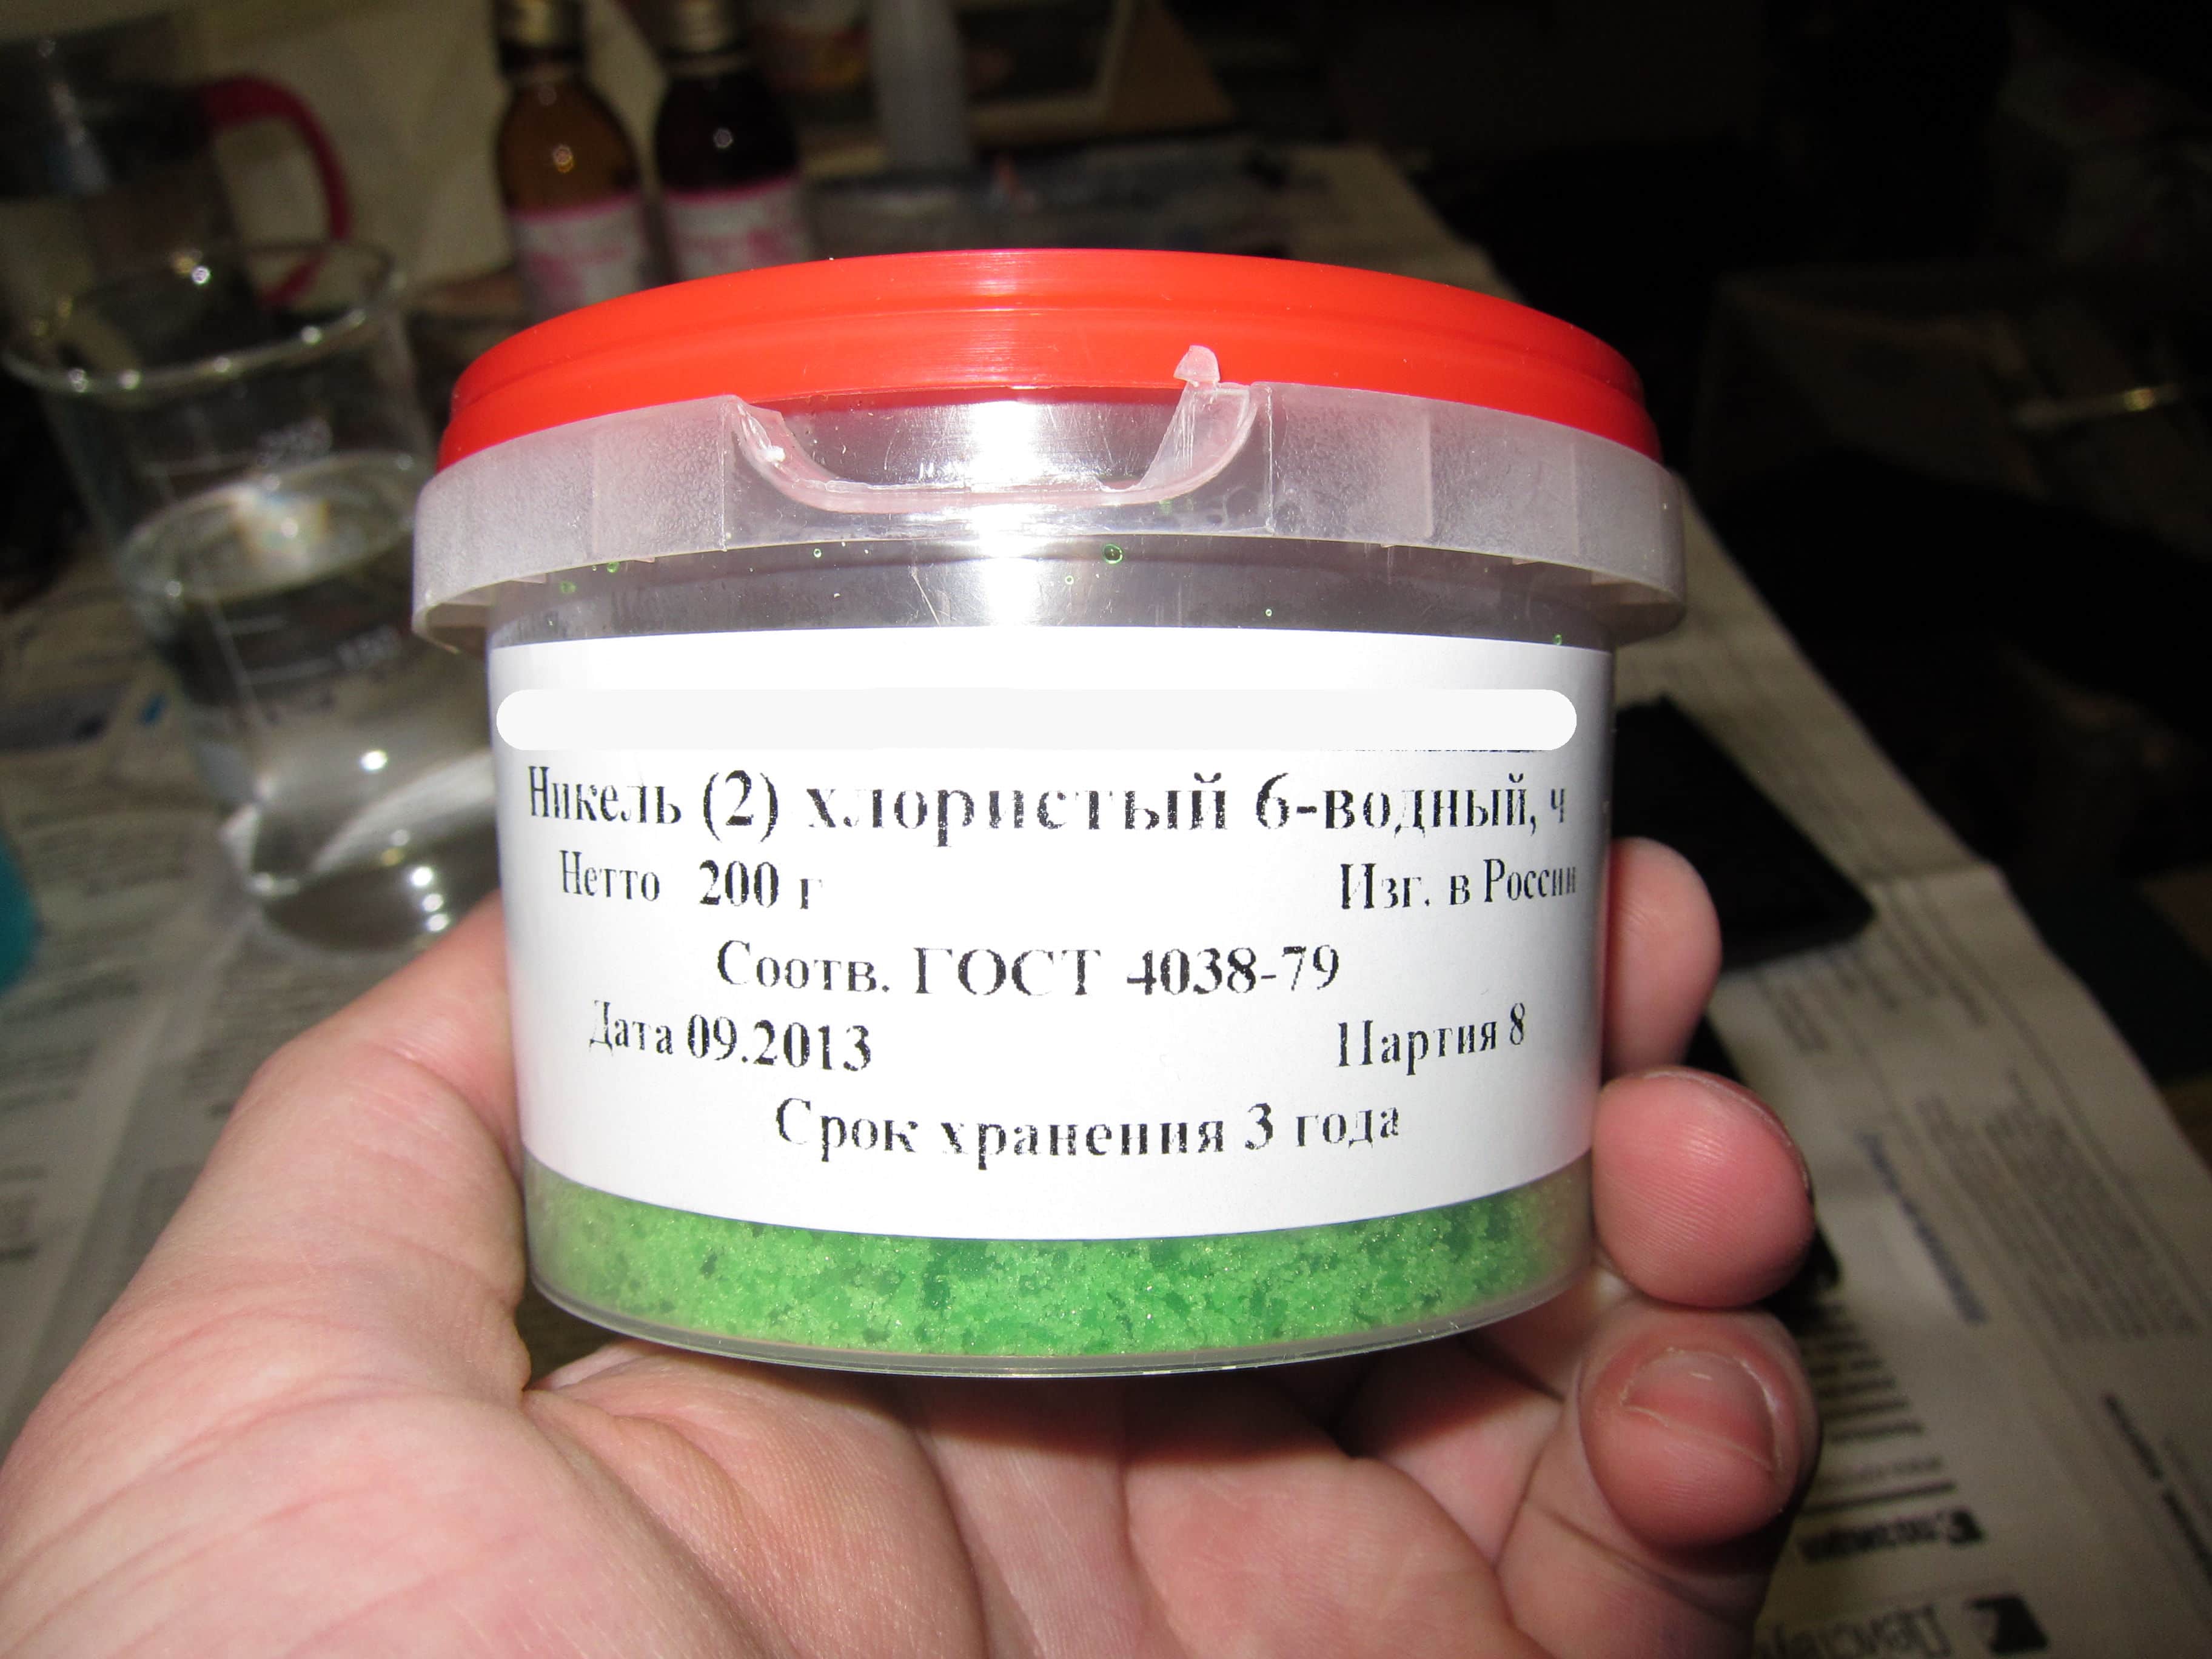 Никель (2) хлористый 6-водный, ч
Нетто 200 г
Изг. в России
Соотв. ГОСТ 4038-79
Дата 09.2013
Партия 8
Срок хранения 3 года